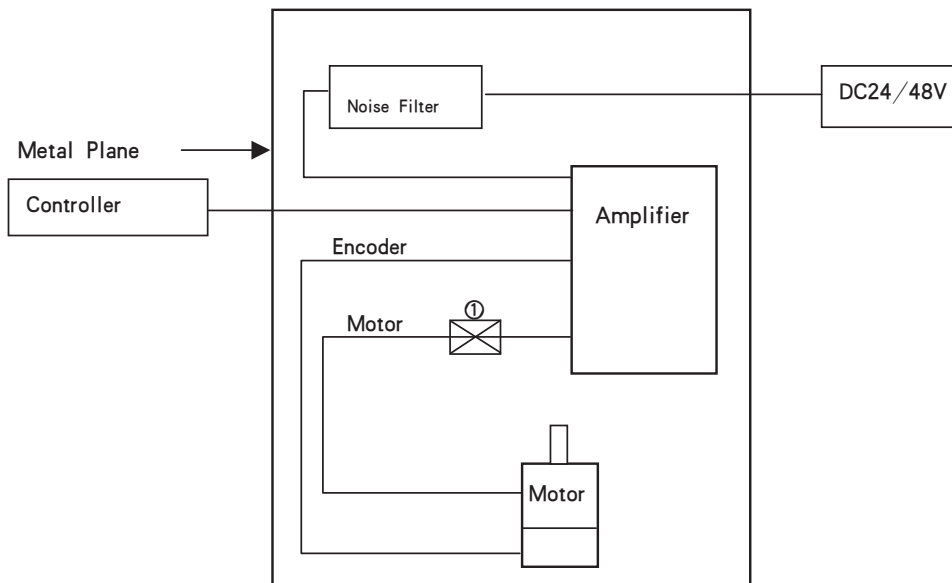 Noise Filter
DC24/48V
Metal Plane
Controller
Amplifier
Encoder
①
Motor
Motor